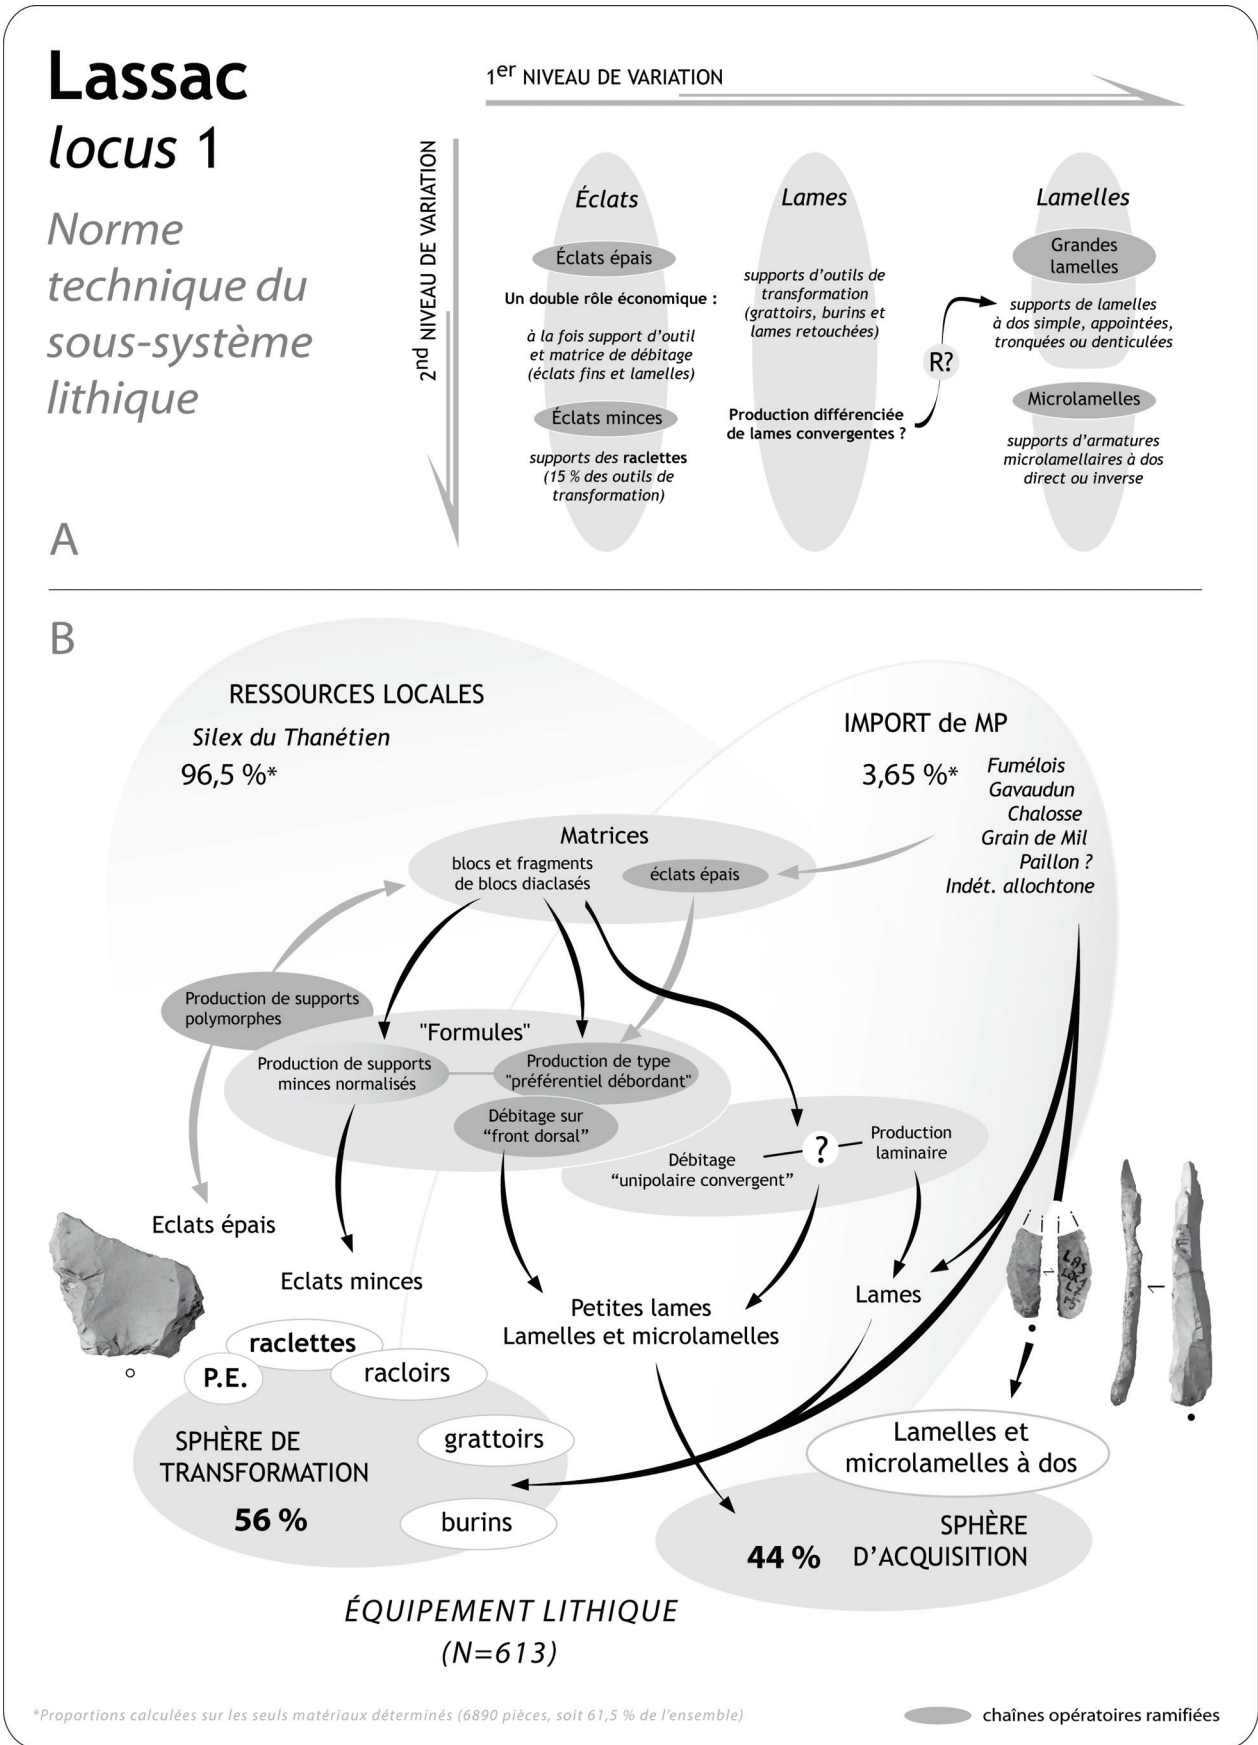 Lassac
locus 1
Norme
technique du
sous-système
lithique
A
1er NIVEAU DE VARIATION
2nd NIVEAU DE VARIATION
Éclats
Éclats épais
Un double rôle économique :
à la fois support d'outil
et matrice de débitage
(éclats fins et lamelles)
Éclats minces
supports des raclettes
(15 % des outils de
transformation)
Lames
supports d'outils de
transformation
(grattoirs, burins et
lames retouchées)
Production différenciée
de lames convergentes ?
R?
Lamelles
Grandes
lamelles
supports de lamelles
à dos simple, appointées,
tronquées ou denticulées
Microlamelles
supports d'armatures
microlamellaires à dos
direct ou inverse
B
RESSOURCES LOCALES
Silex du Thanétien
96,5 %*
IMPORT de MP
3,65 %*
Fumélois
Gavaudun
Chalosse
Grain de Mil
Paillon ?
Indét. allochtone
Matrices
blocs et fragments
de blocs diaclasés
éclats épais
Production de supports
polymorphes
"Formules"
Production de supports
minces normalisés
Production de type
"préférentiel débordant"
Débitage sur
“front dorsal”
Débitage
“unipolaire convergent”
?
Production
laminaire
Eclats épais
Eclats minces
Petites lames
Lamelles et microlamelles
Lames
LAS
LOC1
L7
raclettes
P.E.
racloirs
grattoirs
burins
SPHÈRE DE
TRANSFORMATION
56 %
Lamelles et
microlamelles à dos
SPHÈRE
D'ACQUISITION
44 %
ÉQUIPEMENT LITHIQUE
(N=613)
*Proportions calculées sur les seuls matériaux déterminés (6890 pièces, soit 61,5 % de l'ensemble)
chaînes opératoires ramifiées